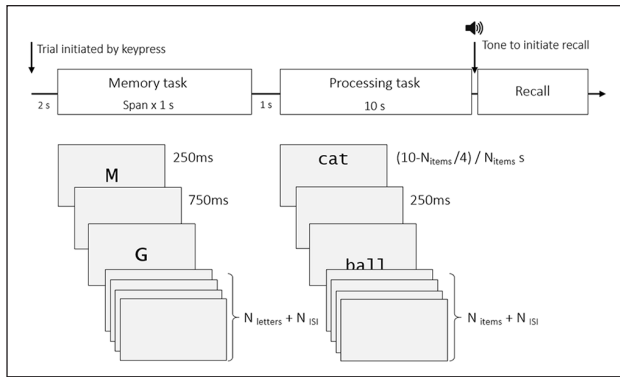 Trial initiated by keypress
Tone to initiate recall
Memory task
Span x 1 s
Processing task
10 s
Recall
2 s
1 s
M
250ms
750ms
G
N letters + N ISI
cat
(10-Nitems/4) / Nitems s
250ms
ball
N items + N ISI